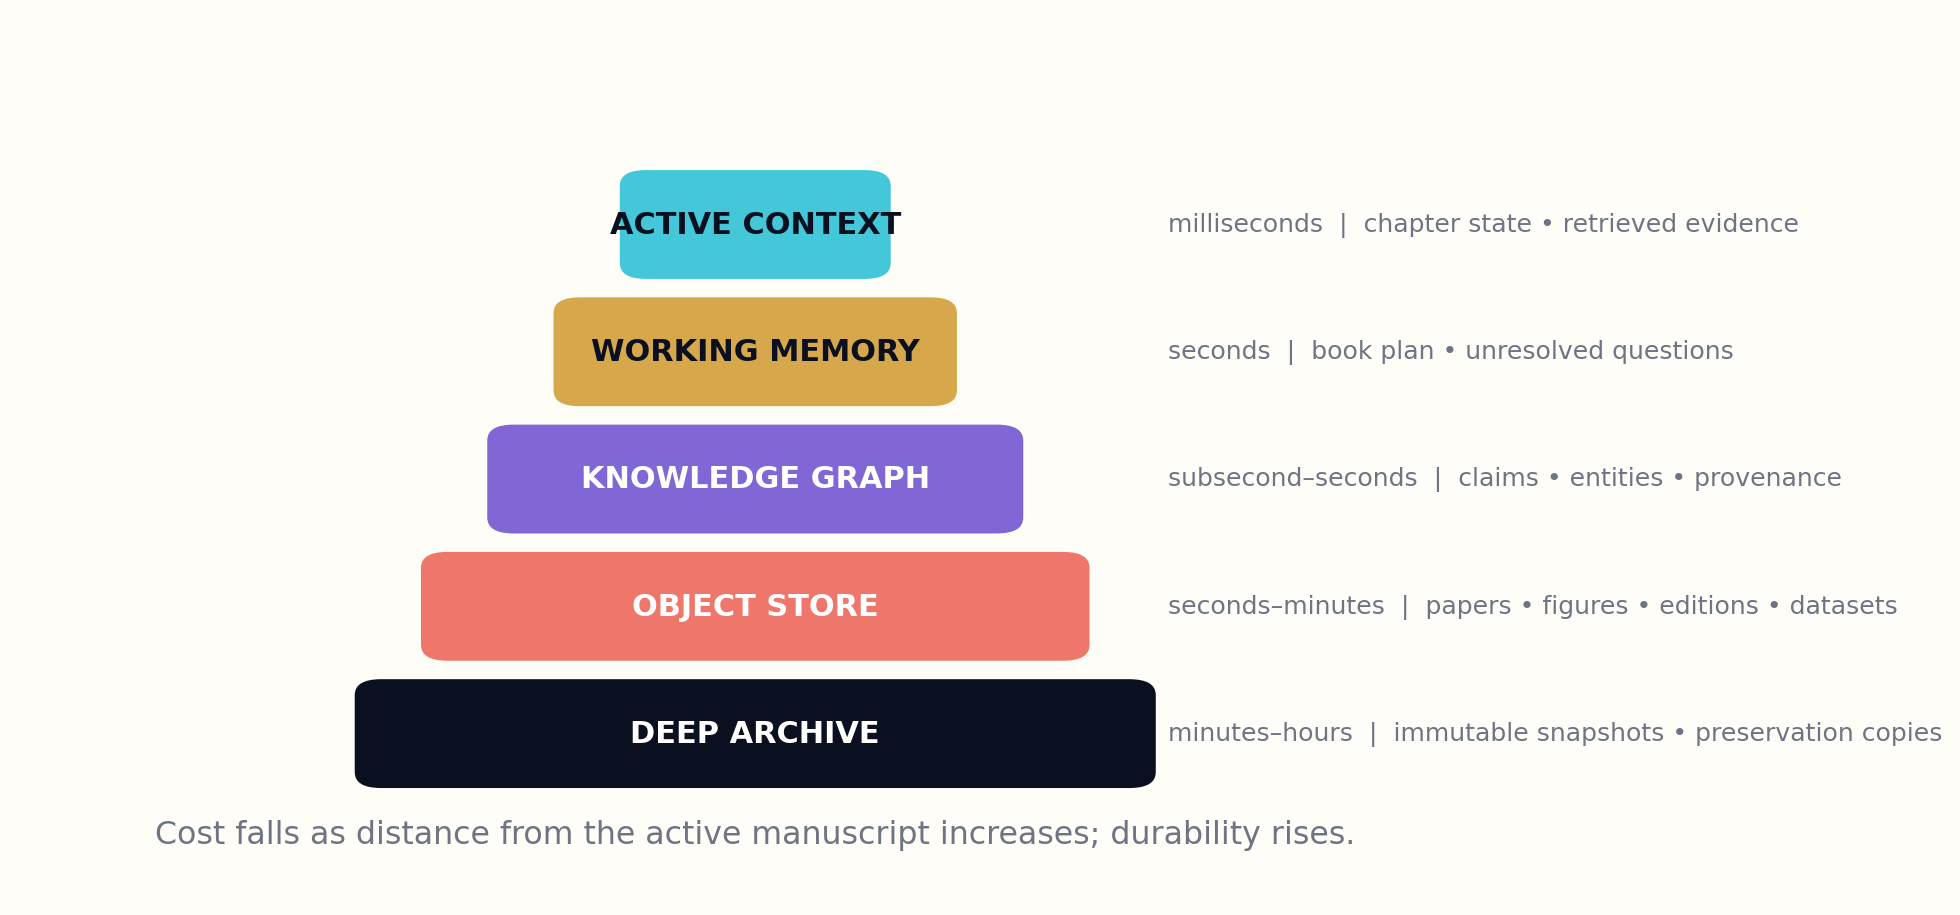 ACTIVE CONTEXT
milliseconds | chapter state • retrieved evidence
WORKING MEMORY
seconds | book plan • unresolved questions
KNOWLEDGE GRAPH
subsecond–seconds | claims • entities • provenance
OBJECT STORE
seconds–minutes | papers • figures • editions • datasets
DEEP ARCHIVE
minutes–hours | immutable snapshots • preservation copies
Cost falls as distance from the active manuscript increases; durability rises.